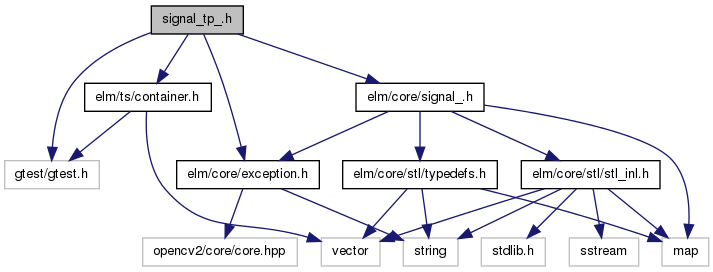 signal_tp_.h
elm/ts/container.h
elm/core/signal_.h
gtest/gtest.h
elm/core/exception.h
elm/core/stl/typedefs.h
elm/core/stl/stl_inl.h
opencv2/core/core.hpp
vector
string
stdlib.h
sstream
map